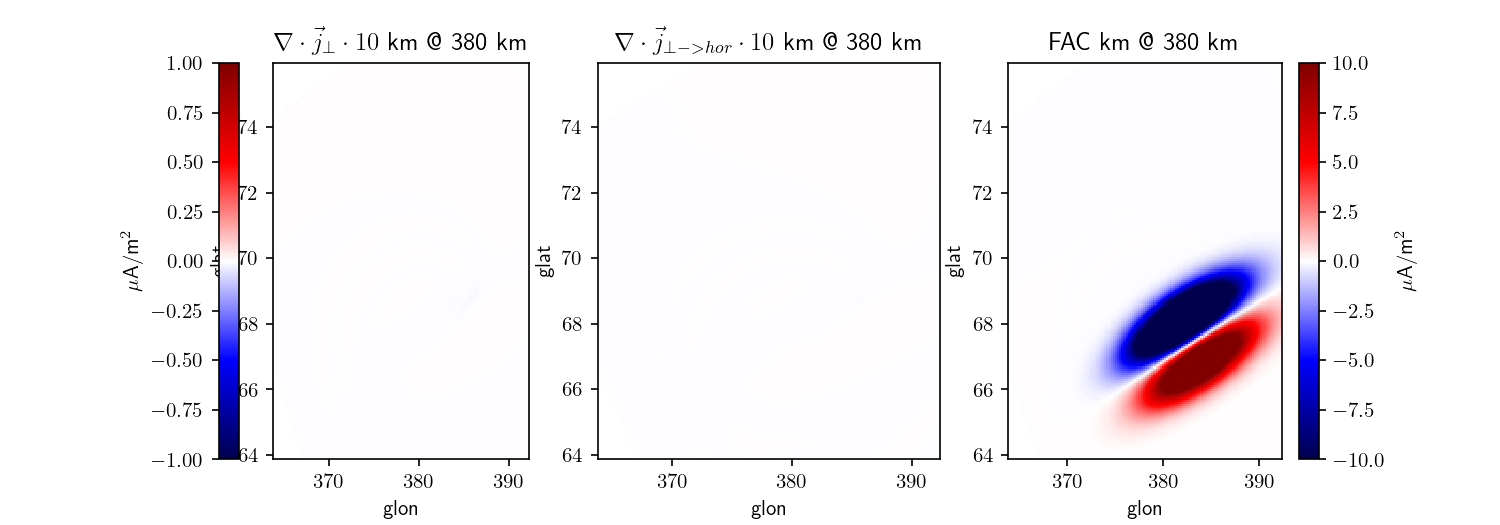 ∇ · j⃗⊥ · 10 km @ 380 km
∇ · j⃗⊥−>hor · 10 km @ 380 km
FAC km @ 380 km
μA/m²
1.00
0.75
0.50
0.25
0.00
−0.25
−0.50
−0.75
−1.00
glat
74
72
70
68
66
64
370 380 390
glon
glat
74
72
70
68
66
64
370 380 390
glon
glat
74
72
70
68
66
64
370 380 390
glon
10.0
7.5
5.0
2.5
0.0
−2.5
−5.0
−7.5
−10.0
μA/m²